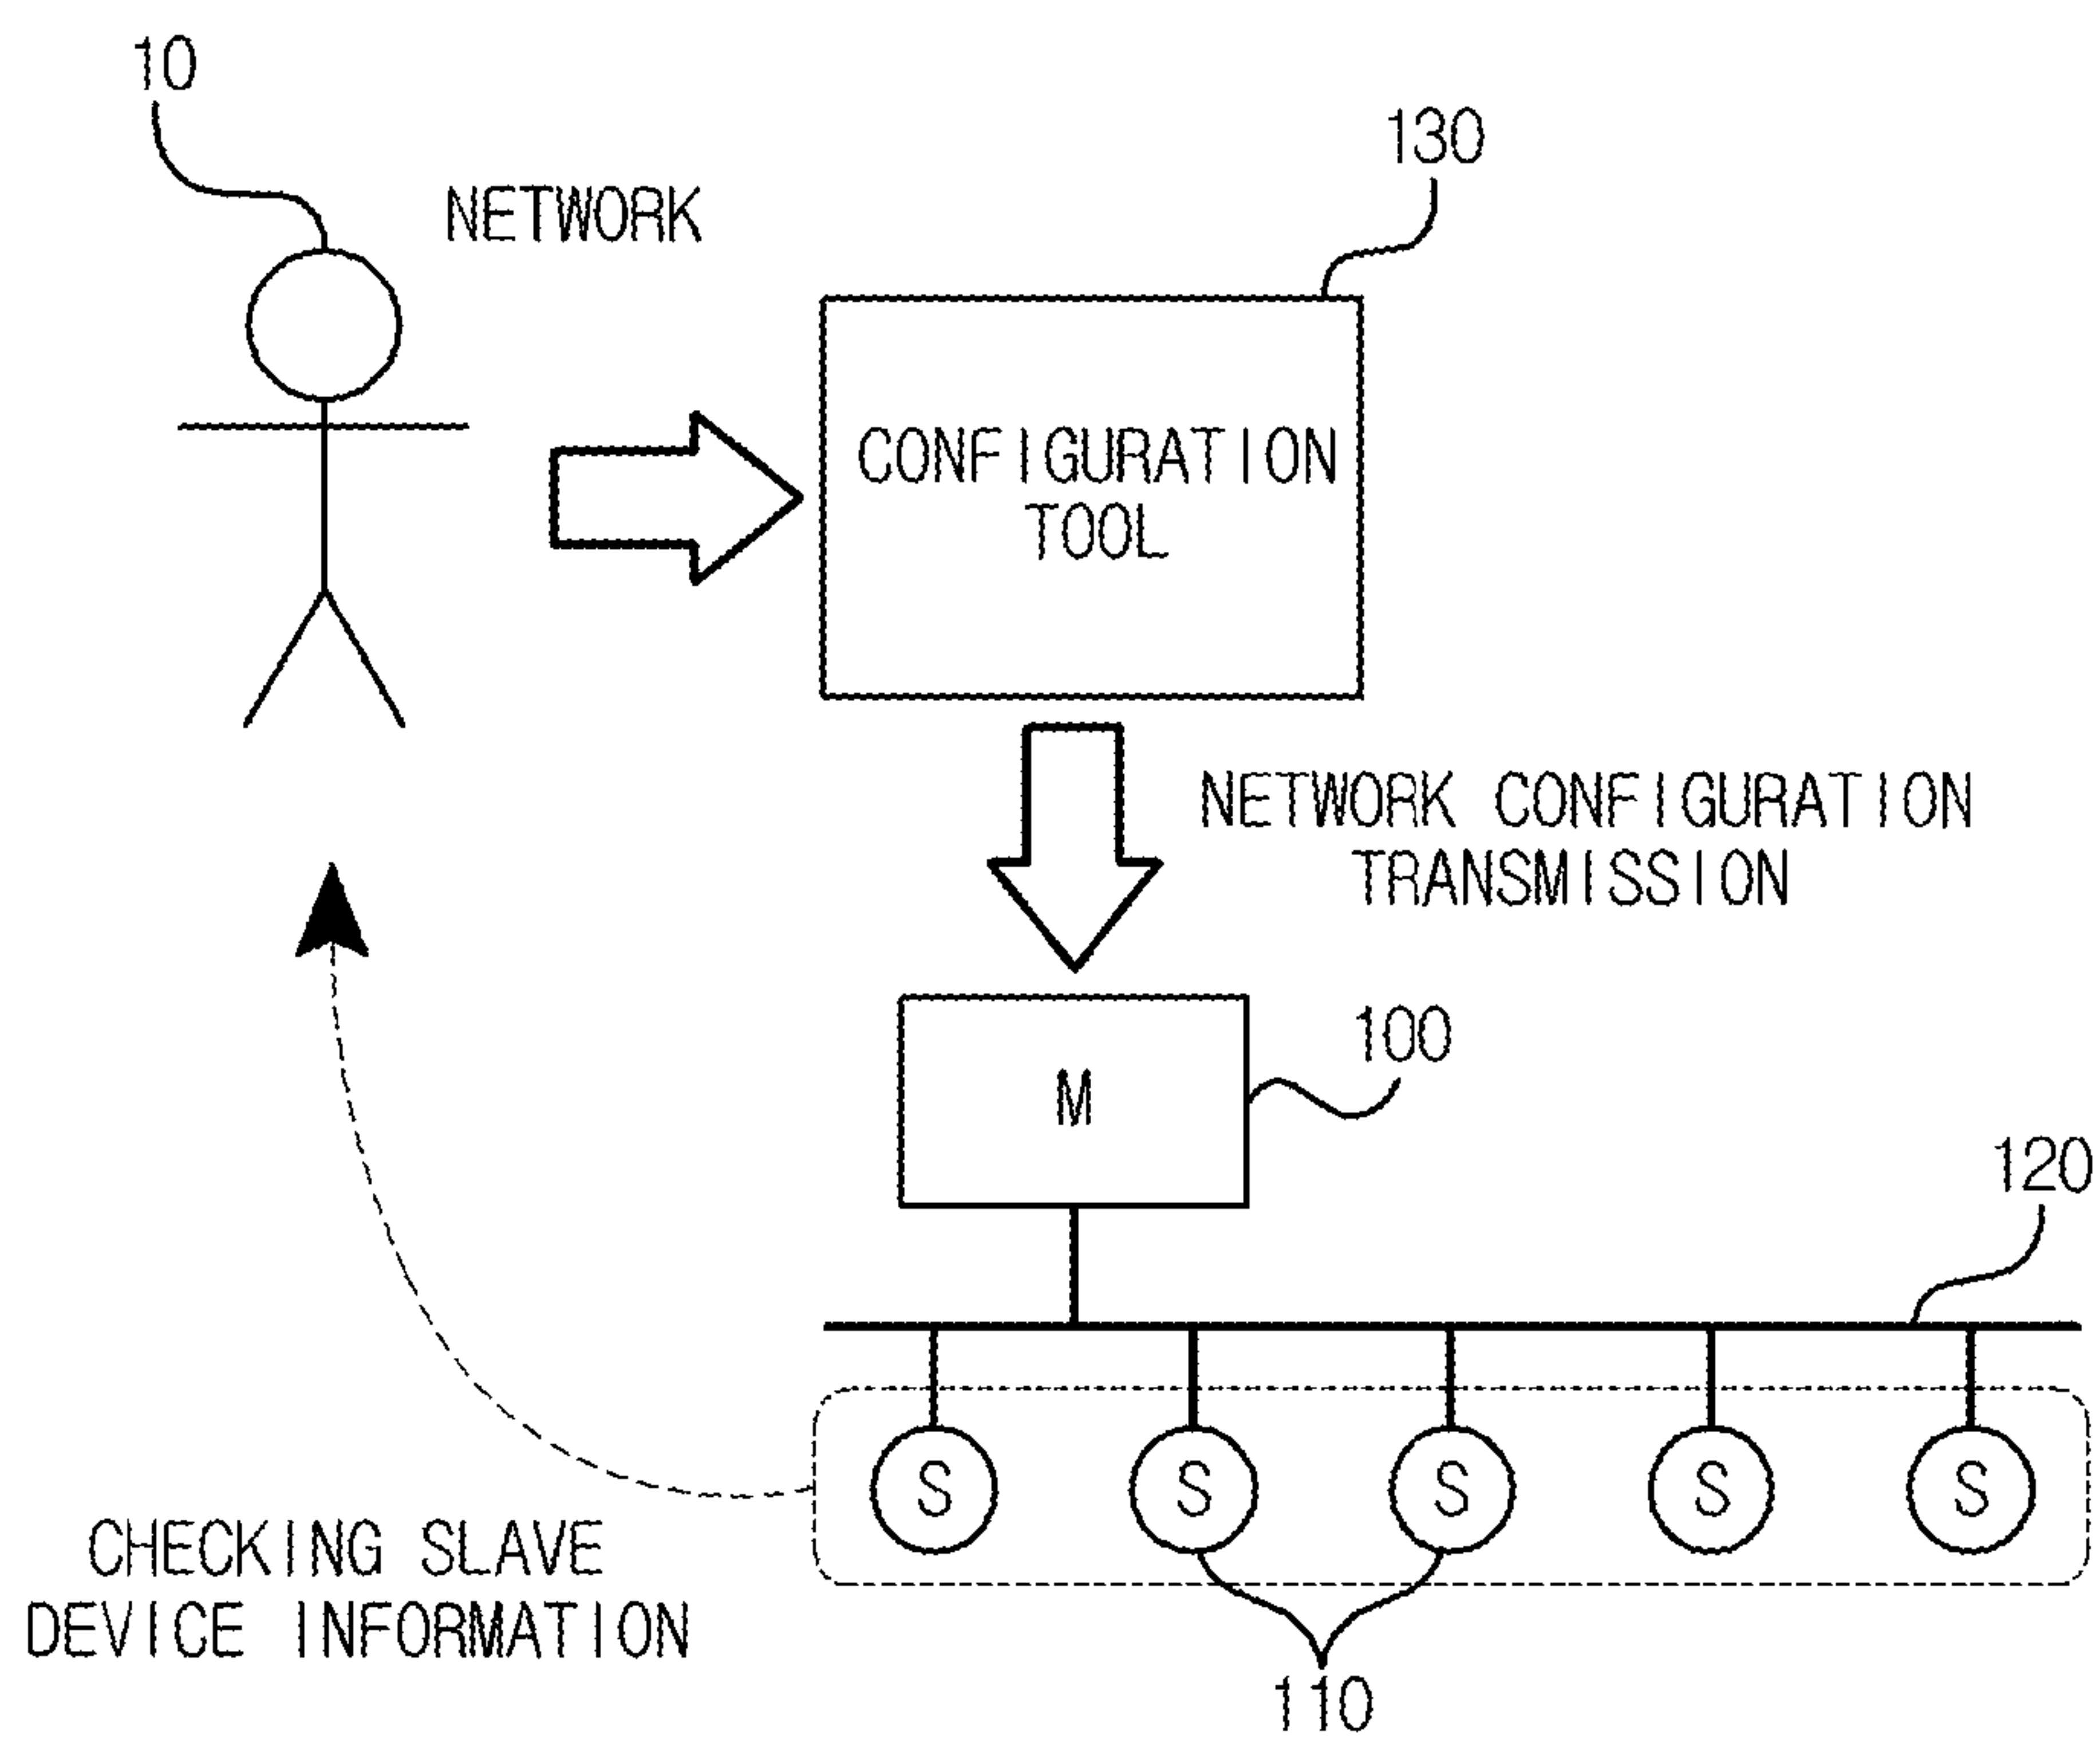 10
130
NETWORK
CONFIGURATION
TOOL
NETWORK CONFIGURATION
TRANSMISSION
100
M
120
S S S S S
CHECKING SLAVE
DEVICE INFORMATION
110